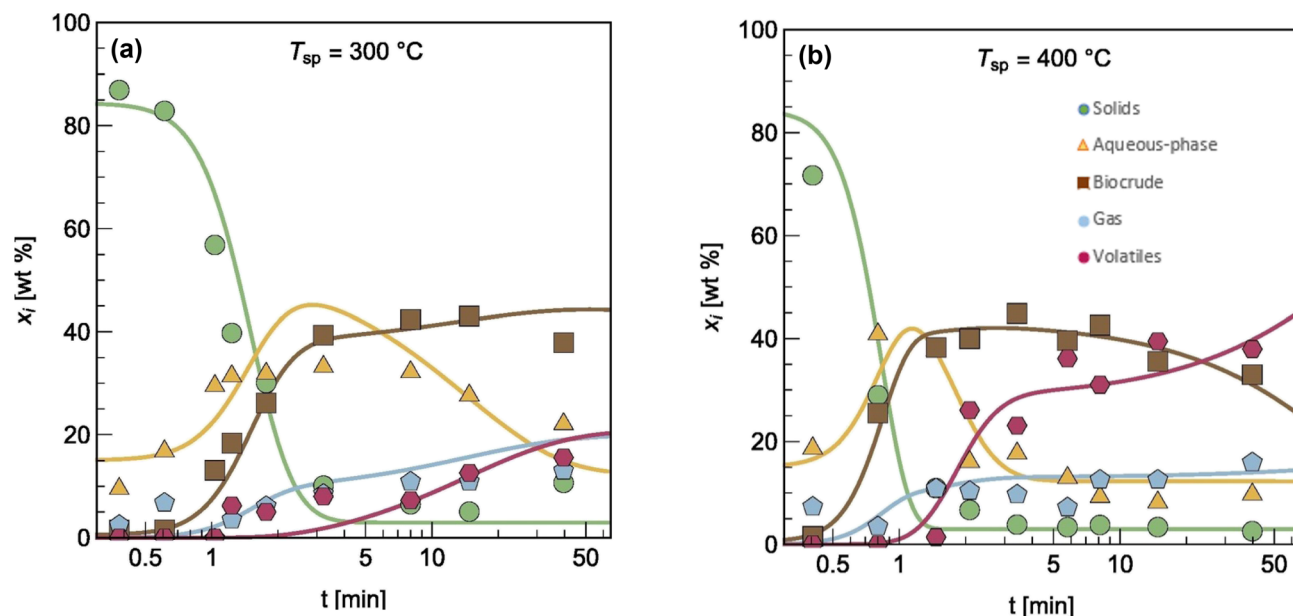 (a)
T_sp = 300 °C
100
80
60
40
20
0
x_i [wt %]
0.5 1 5 10 50
t [min]
(b)
T_sp = 400 °C
Solids
Aqueous-phase
Biocrude
Gas
Volatiles
100
80
60
40
20
0
x_i [wt %]
0.5 1 5 10 50
t [min]